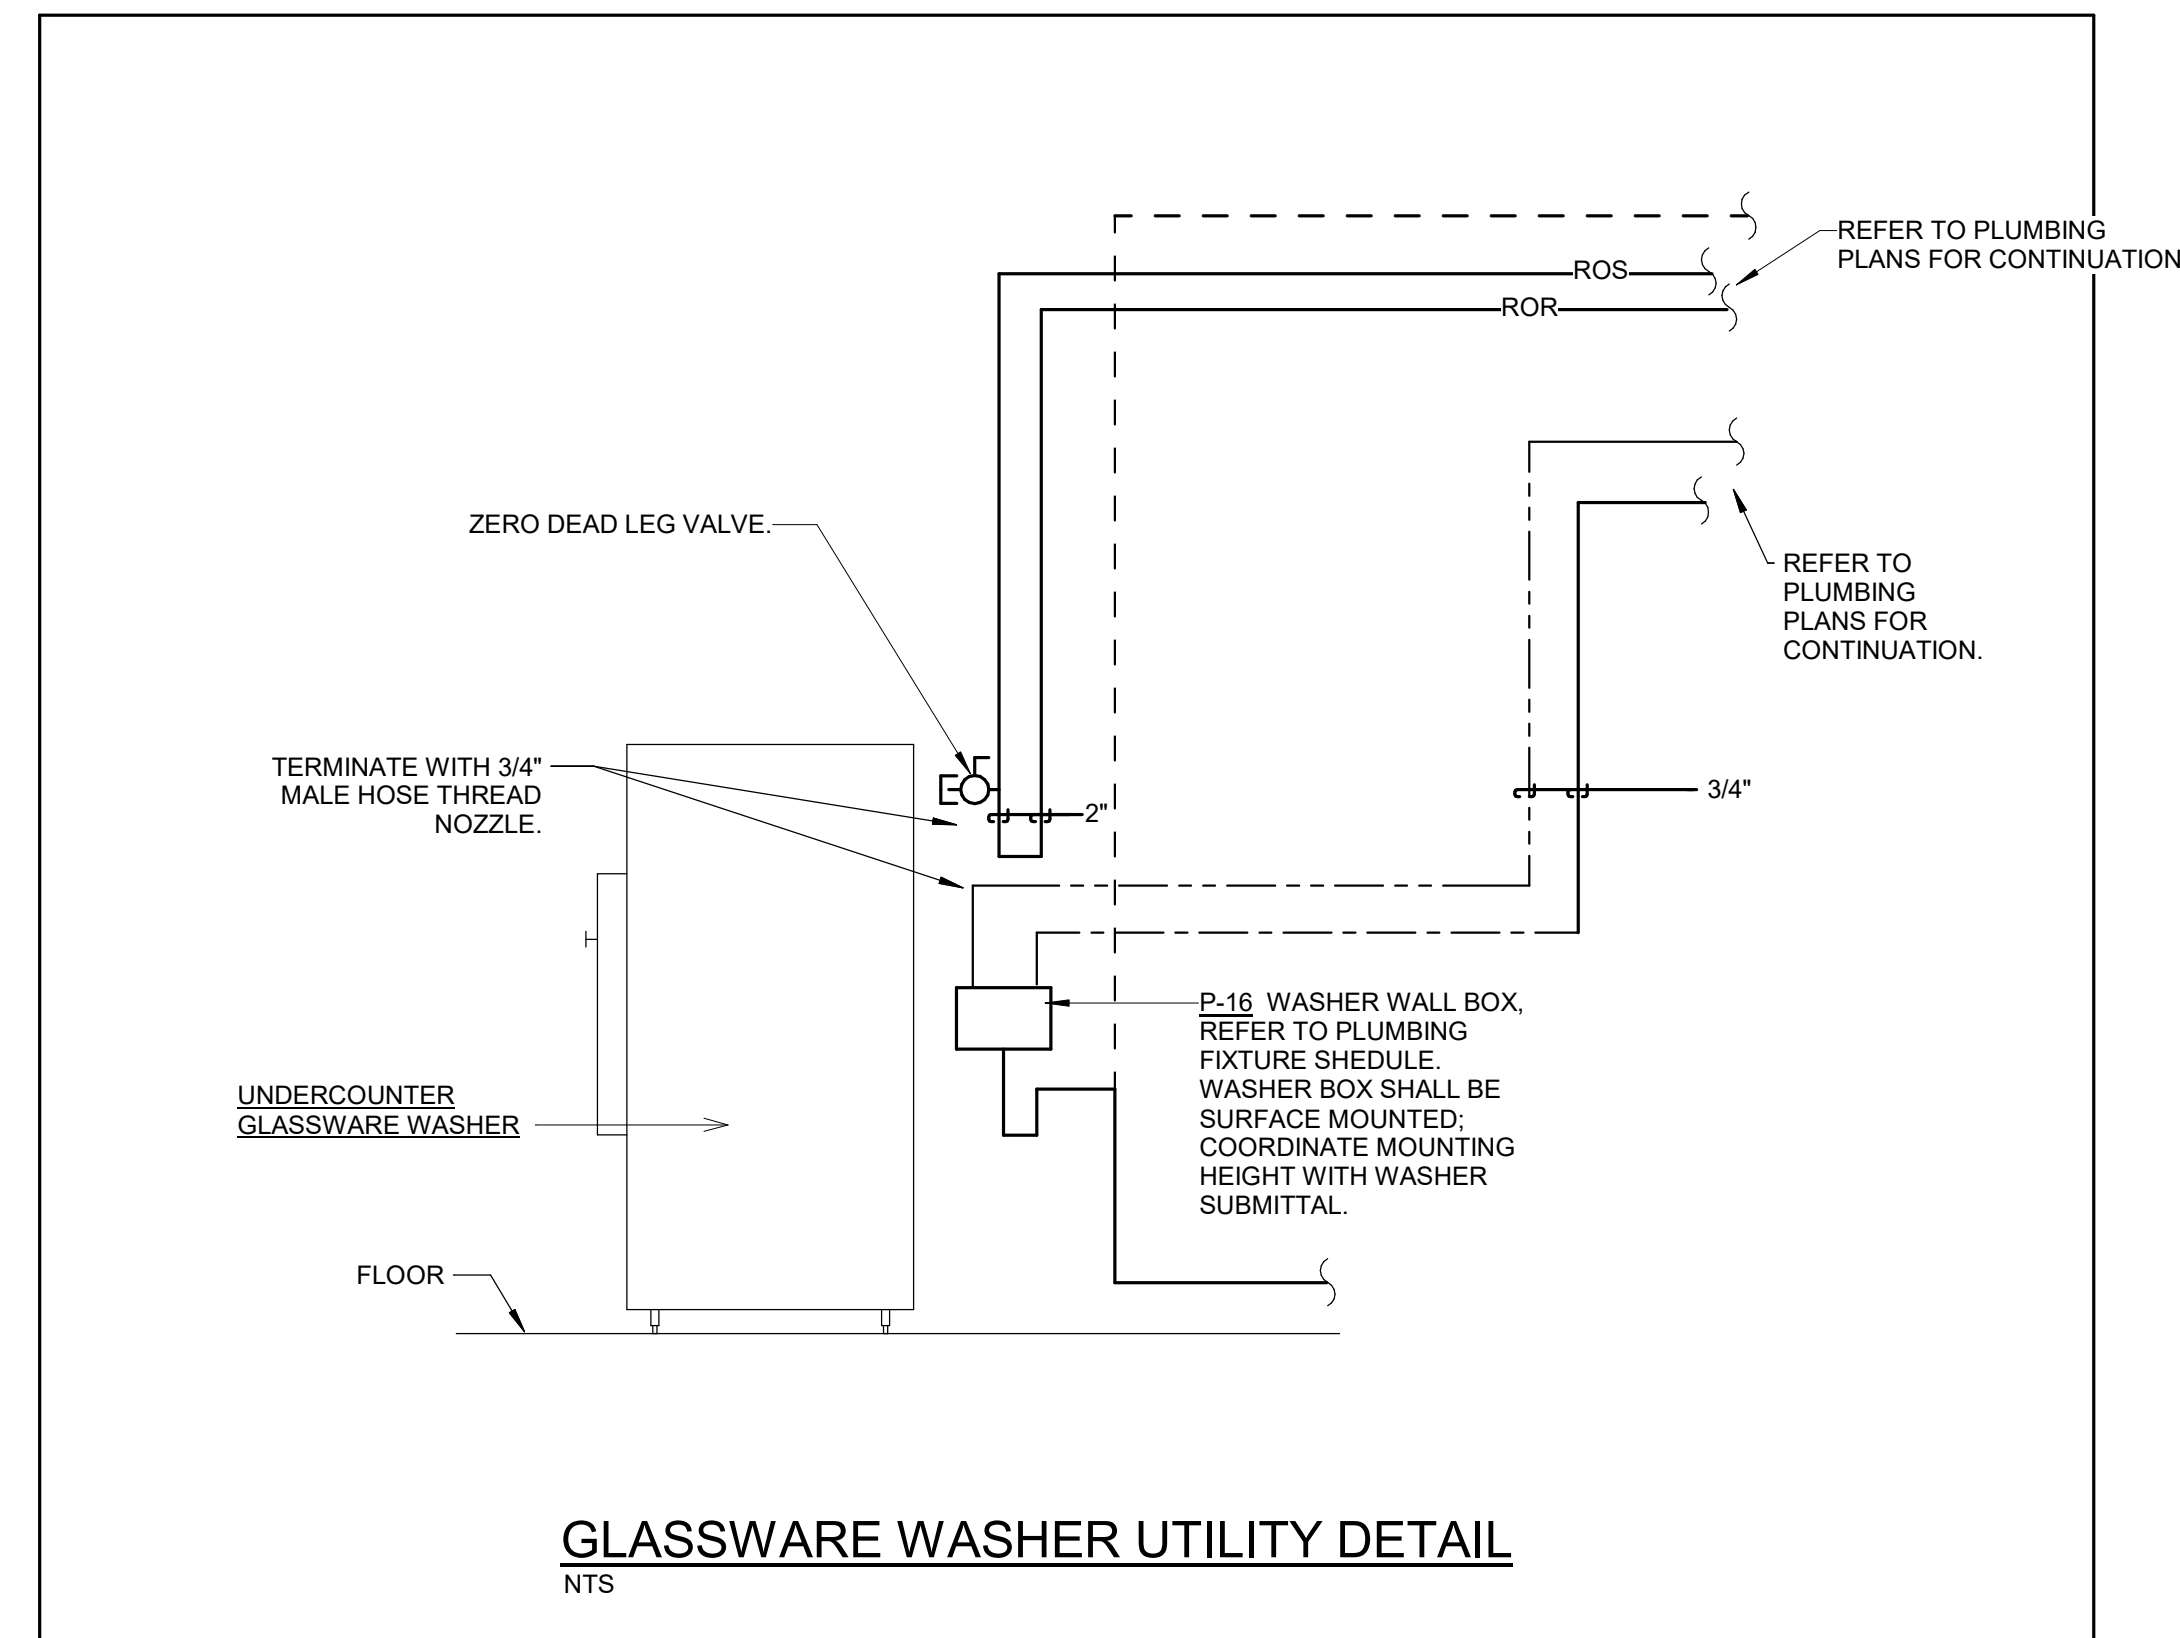 REFER TO PLUMBING
PLANS FOR CONTINUATION
ROS
ROR
ZERO DEAD LEG VALVE.
REFER TO
PLUMBING
PLANS FOR
CONTINUATION.
TERMINATE WITH 3/4"
MALE HOSE THREAD
NOZZLE.
2"
3/4"
P-16 WASHER WALL BOX,
REFER TO PLUMBING
FIXTURE SHEDULE.
WASHER BOX SHALL BE
SURFACE MOUNTED;
COORDINATE MOUNTING
HEIGHT WITH WASHER
SUBMITTAL.
UNDERCOUNTER
GLASSWARE WASHER
FLOOR
GLASSWARE WASHER UTILITY DETAIL
NTS